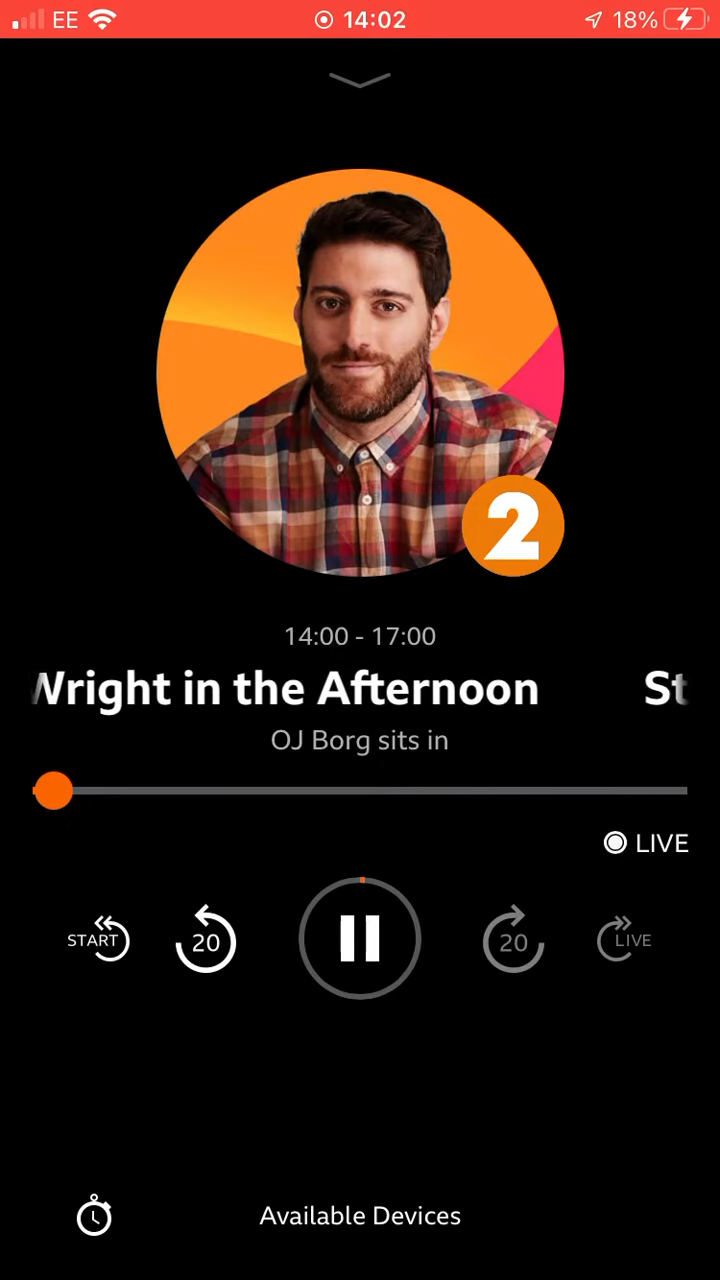 EE 14:02 18%
2
14:00 - 17:00
Wright in the Afternoon St
OJ Borg sits in
LIVE
START 20 20 LIVE
Available Devices